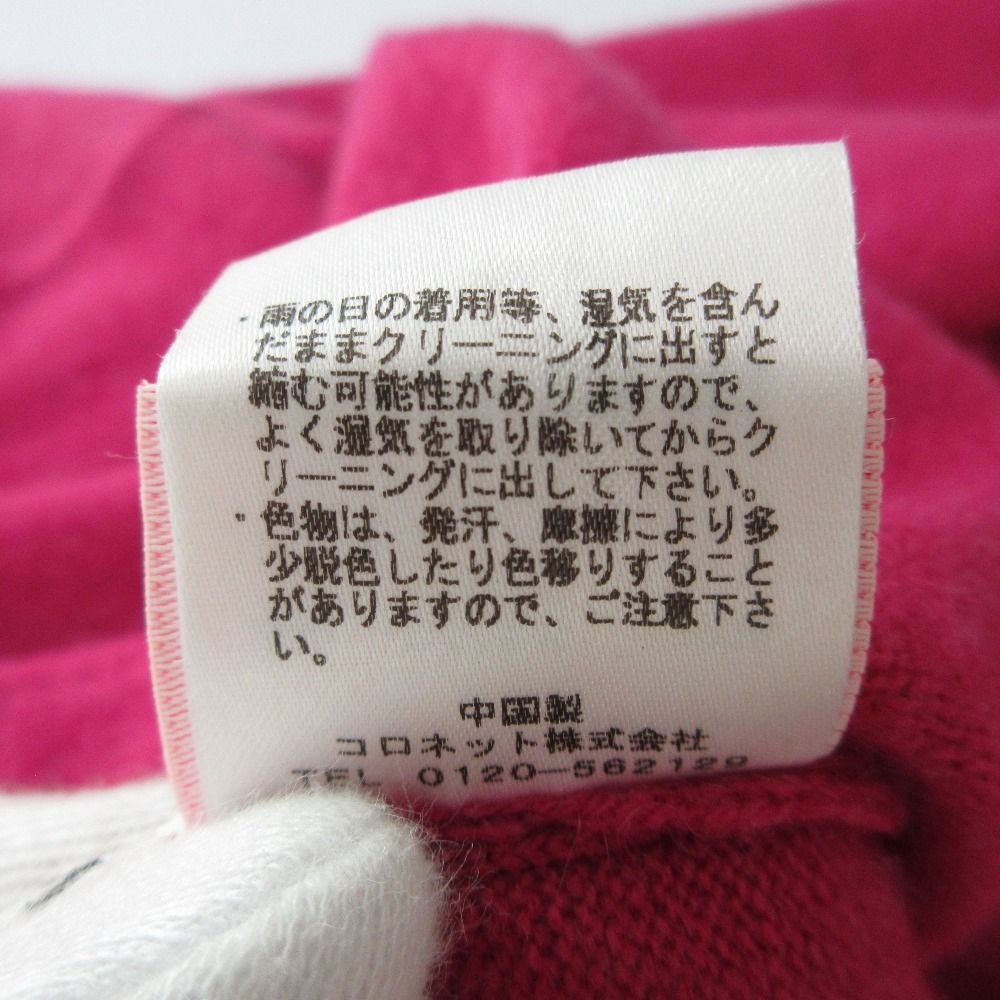 ・雨の日の着用等、湿気を含ん
だままクリーニングに出すと
縮む可能性がありますので、
よく湿気を取り除いてからク
リーニングに出して下さい。
・色物は、発汗、摩擦により多
少脱色したり色移りすること
がありますので、ご注意下さ
い。
中国製
コロネット株式会社
TEL 0120-562129